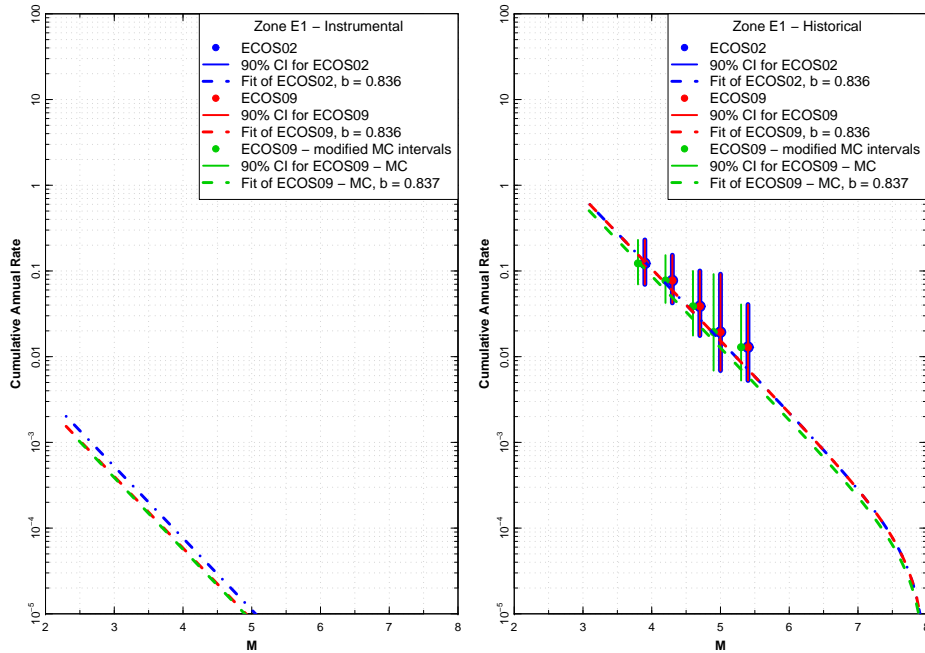 Zone E1 − Instrumental
ECOS02
90% CI for ECOS02
Fit of ECOS02, b = 0.836
ECOS09
90% CI for ECOS09
Fit of ECOS09, b = 0.836
ECOS09 − modified MC intervals
90% CI for ECOS09 − MC
Fit of ECOS09 − MC, b = 0.837
Cumulative Annual Rate
100
10
1
0.1
0.01
10−3
10−4
10−5
2 3 4 5 6 7 8
M
Zone E1 − Historical
ECOS02
90% CI for ECOS02
Fit of ECOS02, b = 0.836
ECOS09
90% CI for ECOS09
Fit of ECOS09, b = 0.836
ECOS09 − modified MC intervals
90% CI for ECOS09 − MC
Fit of ECOS09 − MC, b = 0.837
Cumulative Annual Rate
100
10
1
0.1
0.01
10−3
10−4
10−5
2 3 4 5 6 7 8
M